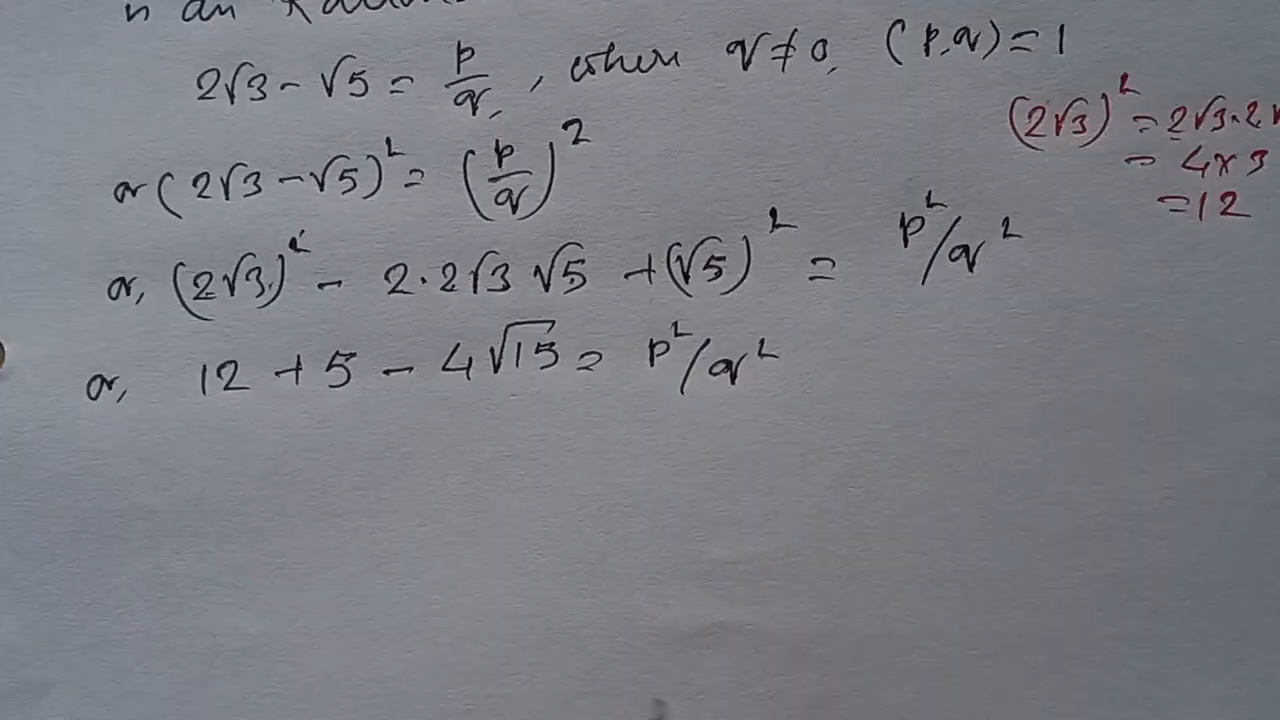 n an
2√3 - √5 = p/q, where q ≠ 0, (p,q) = 1
or (2√3 - √5)² = (p/q)²
or, (2√3)² - 2·2√3 √5 + (√5)² = p²/q²
or, 12 + 5 - 4√15 = p²/q²
(2√3)² = 2√3·2
= 4×3
= 12